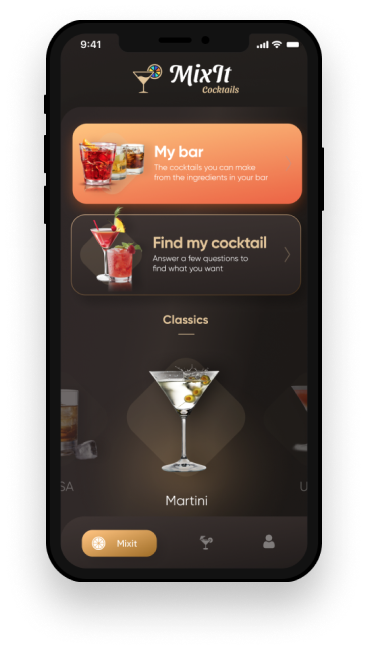 9:41
MixIt
Cocktails
My bar
The cocktails you can make
from the ingredients in your bar
Find my cocktail
Answer a few questions to
find what you want
Classics
SA
U
Martini
Mixit